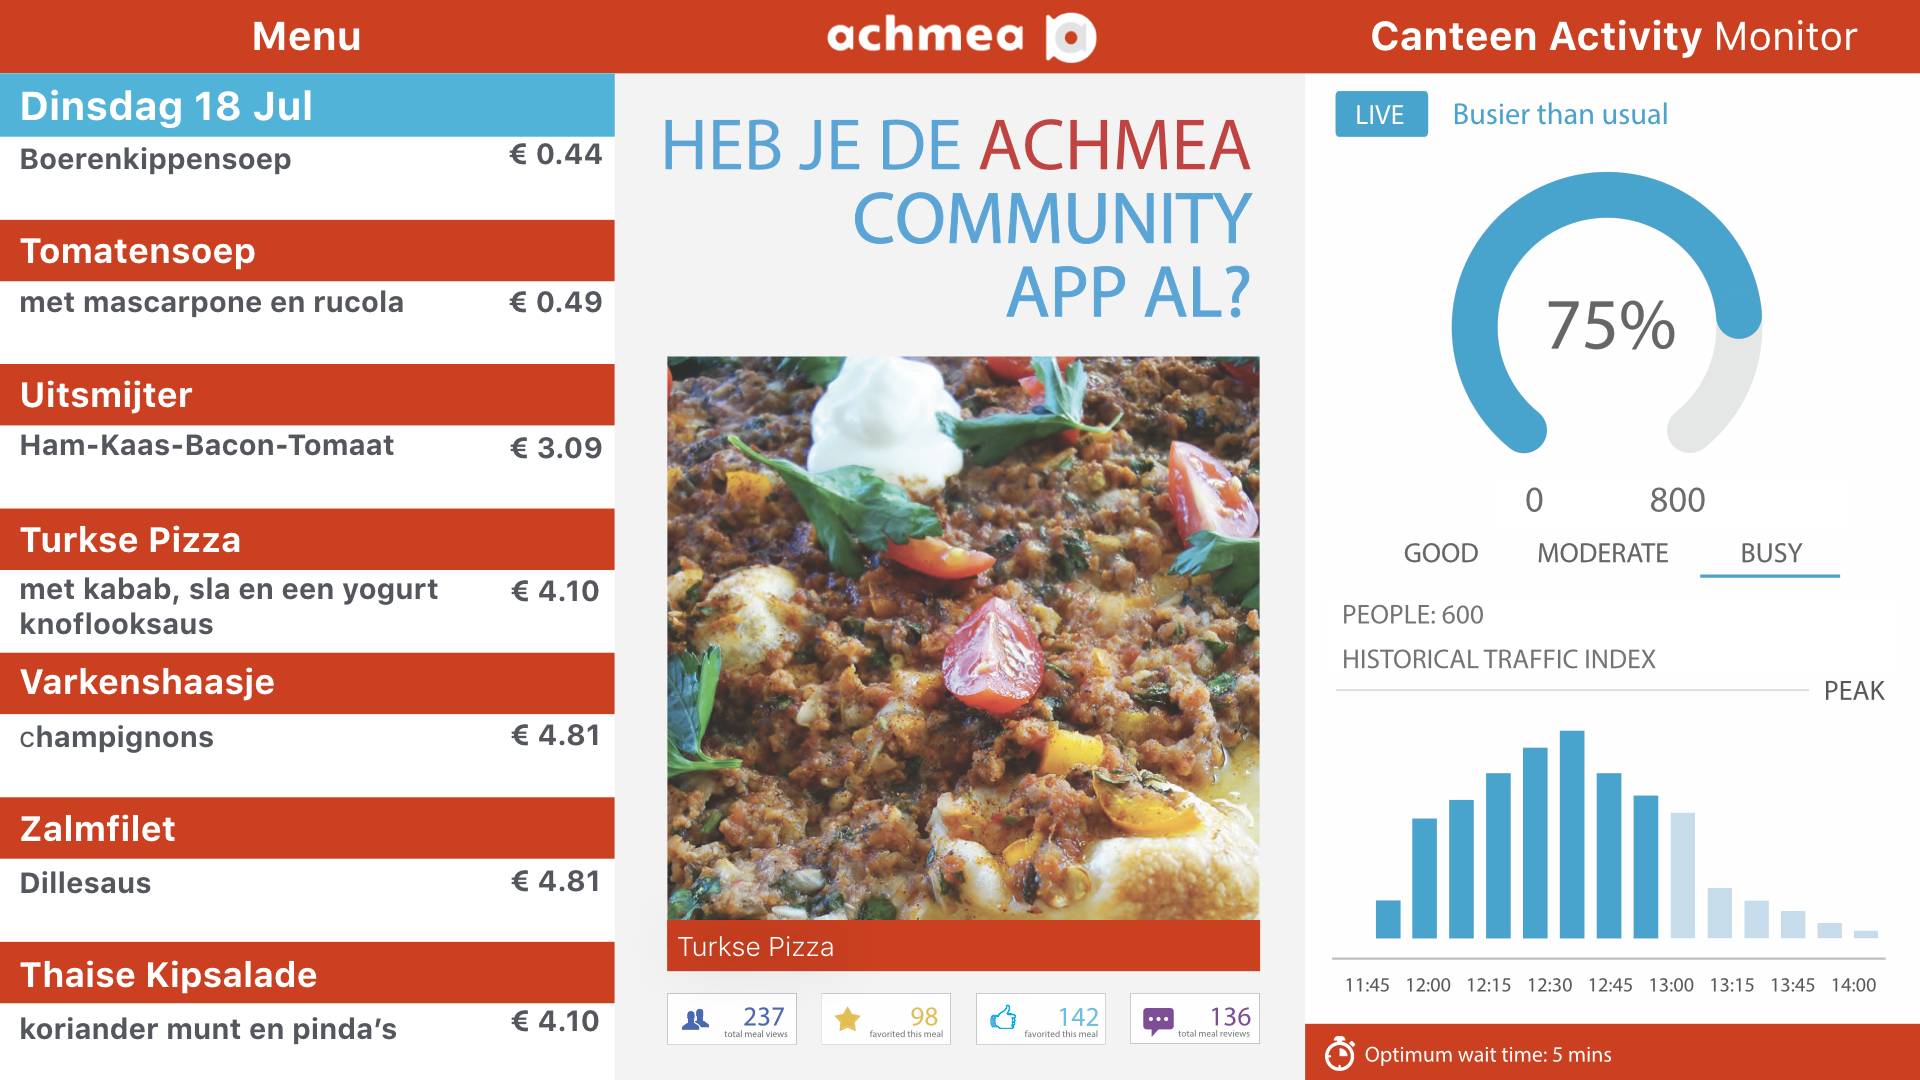 Menu
achmea
Canteen Activity Monitor
Dinsdag 18 Jul
Boerenkippensoep € 0.44
Tomatensoep
met mascarpone en rucola € 0.49
Uitsmijter
Ham-Kaas-Bacon-Tomaat € 3.09
Turkse Pizza
met kabab, sla en een yogurt € 4.10
knoflooksaus
Varkenshaasje
champignons € 4.81
Zalmfilet
Dillesaus € 4.81
Thaise Kipsalade
koriander munt en pinda’s € 4.10
HEB JE DE ACHMEA
COMMUNITY
APP AL?
Turkse Pizza
237
total meal views
98
favorited this meal
142
favorited this meal
136
total meal reviews
LIVE Busier than usual
75%
0 800
GOOD MODERATE BUSY
PEOPLE: 600
HISTORICAL TRAFFIC INDEX
PEAK
11:45 12:00 12:15 12:30 12:45 13:00 13:15 13:45 14:00
Optimum wait time: 5 mins